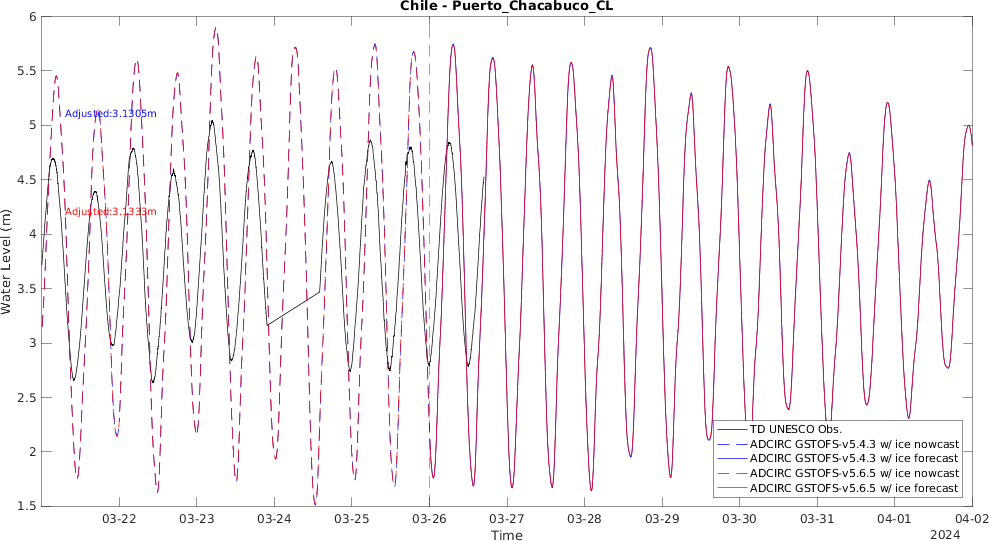 Chile - Puerto_Chacabuco_CL
6
5.5
5
4.5
4
3.5
3
2.5
2
1.5
Water Level (m)
Adjusted:3.1305m
Adjusted:3.1333m
TD UNESCO Obs.
ADCIRC GSTOFS-v5.4.3 w/ ice nowcast
ADCIRC GSTOFS-v5.4.3 w/ ice forecast
ADCIRC GSTOFS-v5.6.5 w/ ice nowcast
ADCIRC GSTOFS-v5.6.5 w/ ice forecast
03-22 03-23 03-24 03-25 03-26 03-27 03-28 03-29 03-30 03-31 04-01 04-02
Time
2024